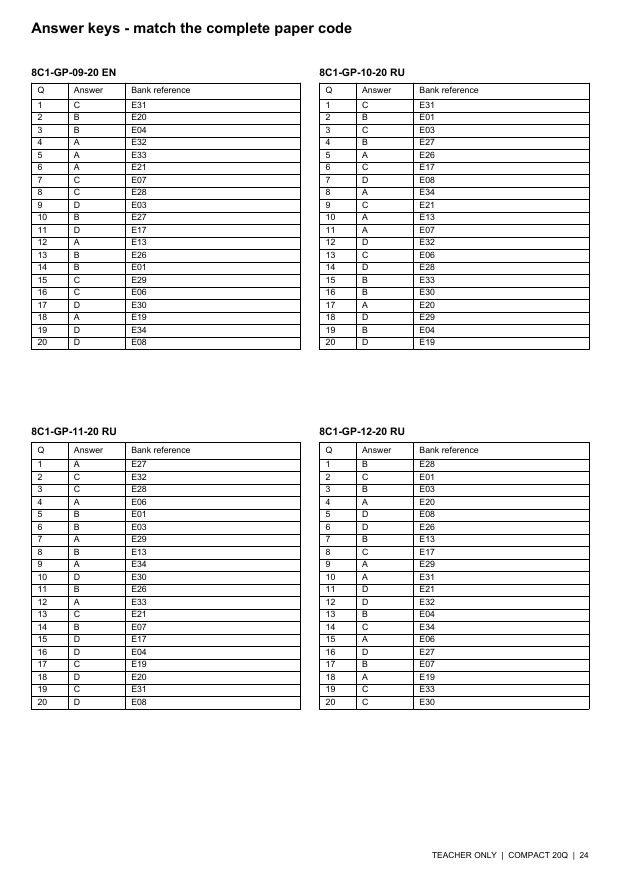 Answer keys - match the complete paper code
8C1-GP-09-20 EN
Q Answer Bank reference
1 C E31
2 B E20
3 B E04
4 A E32
5 A E33
6 A E21
7 C E07
8 C E28
9 D E03
10 B E27
11 D E17
12 A E13
13 B E26
14 B E01
15 C E29
16 C E06
17 D E30
18 A E19
19 D E34
20 D E08
8C1-GP-10-20 RU
Q Answer Bank reference
1 C E31
2 B E01
3 C E03
4 B E27
5 A E26
6 C E17
7 D E08
8 A E34
9 C E21
10 A E13
11 A E07
12 D E32
13 C E06
14 D E28
15 B E33
16 B E30
17 A E20
18 D E29
19 B E04
20 D E19
8C1-GP-11-20 RU
Q Answer Bank reference
1 A E27
2 C E32
3 C E28
4 A E06
5 B E01
6 B E03
7 A E29
8 B E13
9 A E34
10 D E30
11 B E26
12 A E33
13 C E21
14 B E07
15 D E17
16 D E04
17 C E19
18 D E20
19 C E31
20 D E08
8C1-GP-12-20 RU
Q Answer Bank reference
1 B E28
2 C E01
3 B E03
4 A E20
5 D E08
6 D E26
7 B E13
8 C E17
9 A E29
10 A E31
11 D E21
12 D E32
13 B E04
14 C E34
15 A E06
16 D E27
17 B E07
18 A E19
19 C E33
20 C E30
TEACHER ONLY | COMPACT 20Q | 24